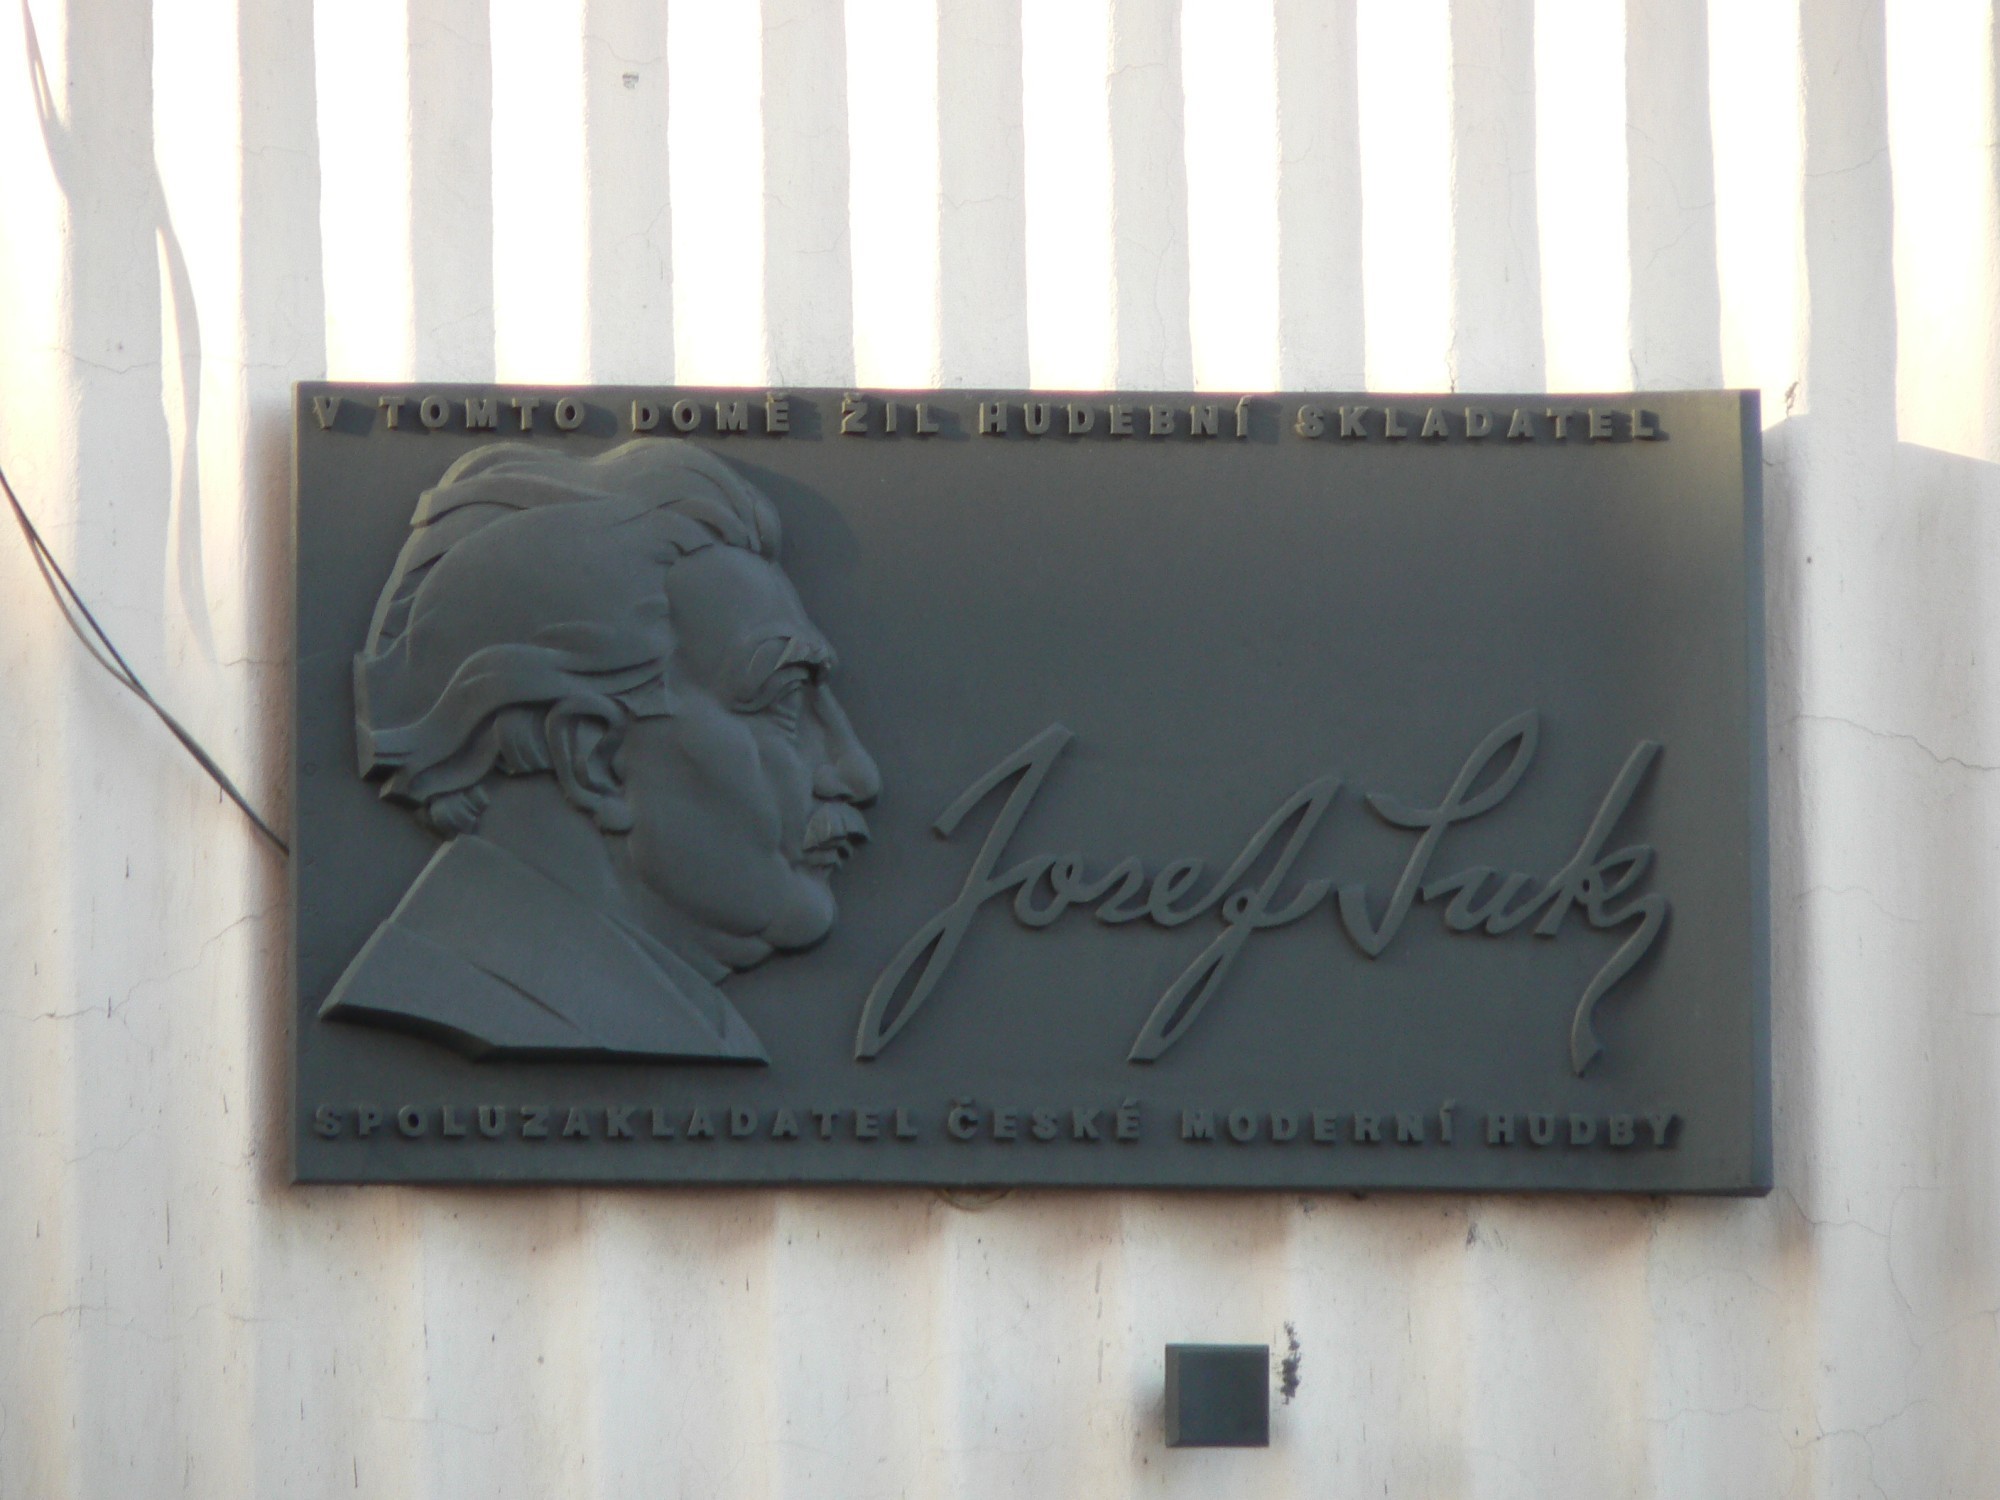 V TOMTO DOMĚ ŽIL HUDEBNÍ SKLADATEL
Josef Suk
SPOLUZAKLADATEL ČESKÉ MODERNÍ HUDBY